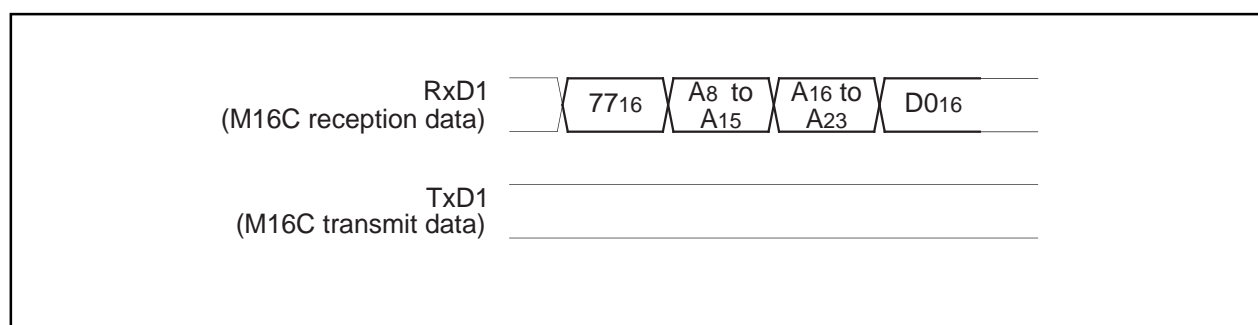 RxD1
(M16C reception data)
7716
A8 to
A15
A16 to
A23
D016
TxD1
(M16C transmit data)